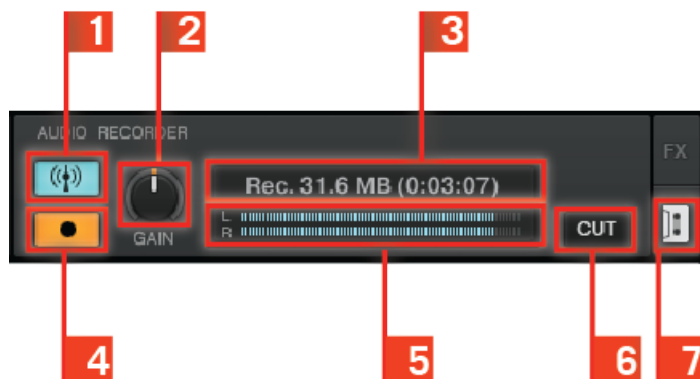 1 2 3
AUDIO RECORDER
FX
Rec. 31.6 MB (0:03:07)
L
R
GAIN
CUT
4 5 6 7